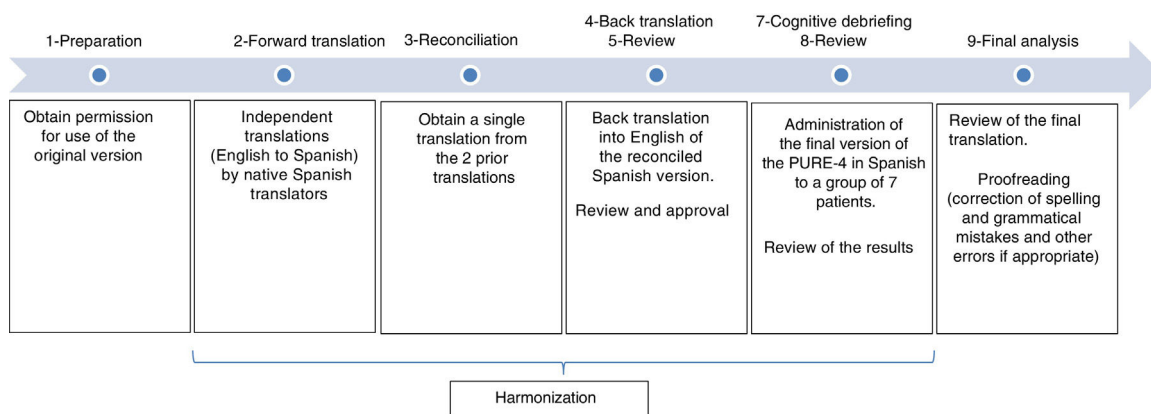 1-Preparation
2-Forward translation
3-Reconciliation
4-Back translation
5-Review
7-Cognitive debriefing
8-Review
9-Final analysis
Obtain permission
for use of the
original version
Independent
translations
(English to Spanish)
by native Spanish
translators
Obtain a single
translation from
the 2 prior
translations
Back translation
into English of
the reconciled
Spanish version.
Review and approval
Administration of
the final version of
the PURE-4 in Spanish
to a group of 7
patients.
Review of the results
Review of the final
translation.
Proofreading
(correction of spelling
and grammatical
mistakes and other
errors if appropriate)
Harmonization